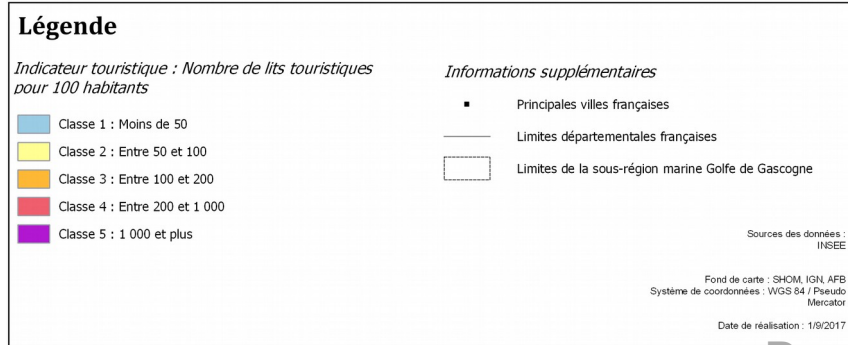 Légende
Indicateur touristique : Nombre de lits touristiques
pour 100 habitants
Classe 1 : Moins de 50
Classe 2 : Entre 50 et 100
Classe 3 : Entre 100 et 200
Classe 4 : Entre 200 et 1 000
Classe 5 : 1 000 et plus
Informations supplémentaires
Principales villes françaises
Limites départementales françaises
Limites de la sous-région marine Golfe de Gascogne
Sources des données :
INSEE
Fond de carte : SHOM, IGN, AFB
Système de coordonnées : WGS 84 / Pseudo
Mercator
Date de réalisation : 1/9/2017